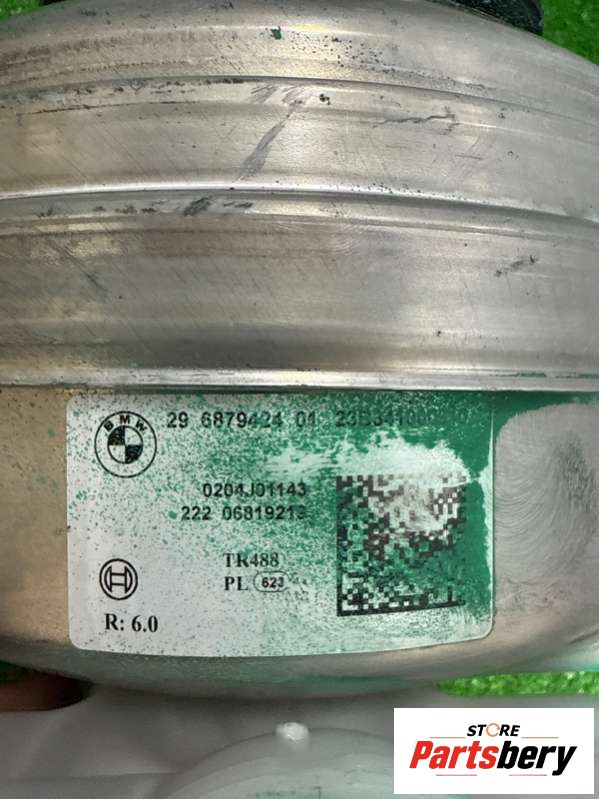 BMW
29 6879424 01
0204J01143
222 06819213
TR488
PL 623
R: 6.0
STORE
Partsbery